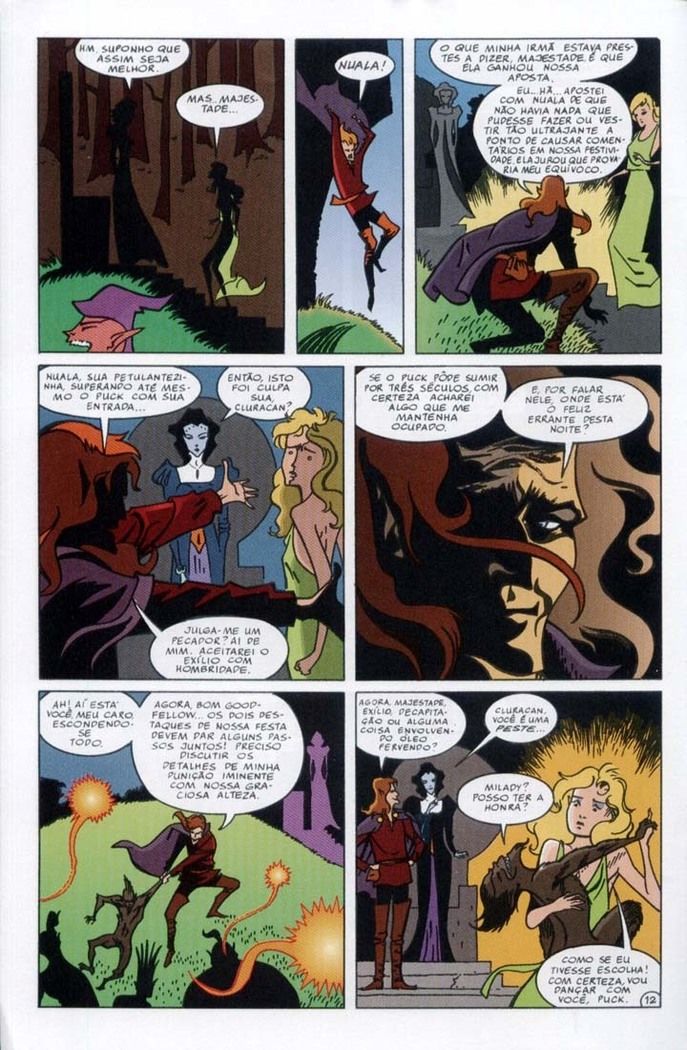 HM, SUPONHO QUE
ASSIM SEJA
MELHOR.
MAS... MAJES-
TADE...
NUALA!
O QUE MINHA IRMÃ ESTAVA PRES-
TES A DIZER, MAJESTADE, É QUE
ELA GANHOU NOSSA
APOSTA.
EU... HÃ... APOSTEI
COM NUALA DE QUE
NÃO HAVIA NADA QUE
PUDESSE FAZER OU VES-
TIR TÃO ULTRAJANTE A
PONTO DE CAUSAR COMEN-
TÁRIOS EM NOSSA FESTIVI-
DADE. ELA JUROU QUE PROVA-
RIA MEU EQUÍVOCO.
NUALA, SUA PETULANTEZI-
NHA, SUPERANDO ATÉ MES-
MO O PUCK COM SUA
ENTRADA...
ENTÃO, ISTO
FOI CULPA
SUA,
CLURACAN?
JULGA-ME UM
PECADOR? AI DE
MIM. ACEITAREI O
EXÍLIO COM
HOMBRIDADE.
SE O PUCK PÔDE SUMIR
POR TRÊS SÉCULOS, COM
CERTEZA ACHAREI
ALGO QUE ME
MANTENHA
OCUPADO.
E, POR FALAR
NELE, ONDE ESTÁ
O FELIZ
ERRANTE DESTA
NOITE?
AH! AÍ ESTÁ
VOCÊ, MEU CARO,
ESCONDENDO-
SE
TODO.
AGORA, BOM GOOD-
FELLOW... OS DOIS DES-
TAQUES DE NOSSA FESTA
DEVEM DAR ALGUNS PAS-
SOS JUNTOS! PRECISO
DISCUTIR OS
DETALHES DE MINHA
PUNIÇÃO IMINENTE
COM NOSSA GRA-
CIOSA ALTEZA.
AGORA, MAJESTADE,
EXÍLIO, DECAPITA-
ÇÃO OU ALGUMA
COISA ENVOLVEN-
DO ÓLEO
FERVENDO?
CLURACAN,
VOCÊ É UMA
PESTE...
MILADY?
POSSO TER A
HONRA?
COMO SE EU
TIVESSE ESCOLHA!
COM CERTEZA, VOU
DANÇAR COM
VOCÊ, PUCK.
12